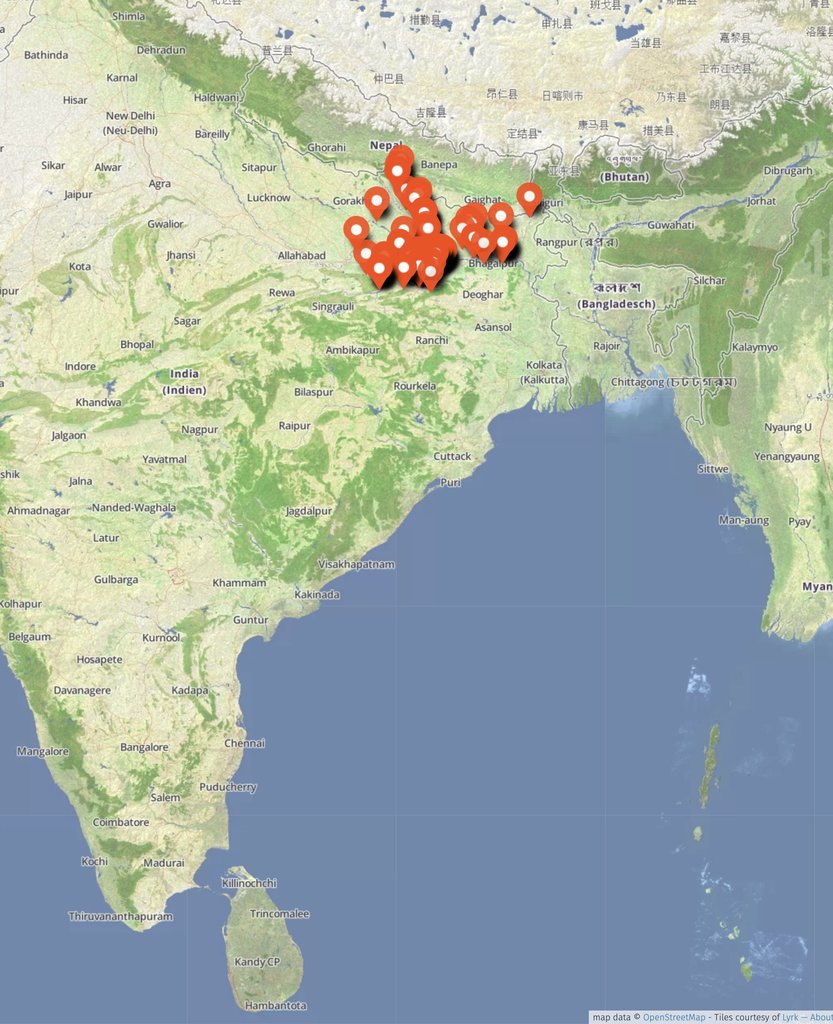 Shimla
措勤县
班戈县
申扎县
Bathinda
Dehradun
普兰县
当雄县
嘉黎县
Karnal
仲巴县
工布江达县
Hisar
Haldwani
昂仁县
日喀则市
乃东县
朗县
New Delhi
(Neu-Delhi)
Bareilly
吉隆县
定结县
康马县
措美县
Ghorahi
Nepal
Banepa
亚东县
Sikar
Alwar
Sitapur
(Bhutan)
Dibrugarh
Agra
Jaipur
Lucknow
Gorakh
Gaighat
guri
Jorhat
Gwalior
Guwahati
Rangpur (রংপুর)
Kota
Jhansi
Allahabad
Bhagalpur
Silchar
ipur
Rewa
Deoghar
বাংলাদেশ
(Bangladesch)
Sagar
Singrauli
Asansol
Bhopal
Ranchi
Rajoir
Kalaymyo
Ambikapur
Indore
India
(Indien)
Kolkata
(Kalkutta)
Rourkela
Chittagong
Khandwa
Bilaspur
Nagpur
Raipur
Nyaung U
Jalgaon
Yavatmal
Cuttack
Yenangyaung
shik
Sittwe
Jalna
Puri
Ahmadnagar
Nanded-Waghala
Jagdalpur
Man-aung
Pyay
Latur
Visakhapatnam
Gulbarga
Khammam
Myan
Kakinada
Kolhapur
Guntur
Belgaum
Kurnool
Hosapete
Davanagere
Kadapa
Mangalore
Bangalore
Chennai
Puducherry
Salem
Coimbatore
Kochi
Madurai
Killinochchi
Thiruvananthapuram
Trincomalee
Kandy CP
Hambantota
map data © OpenStreetMap - Tiles courtesy of Lyrk — About